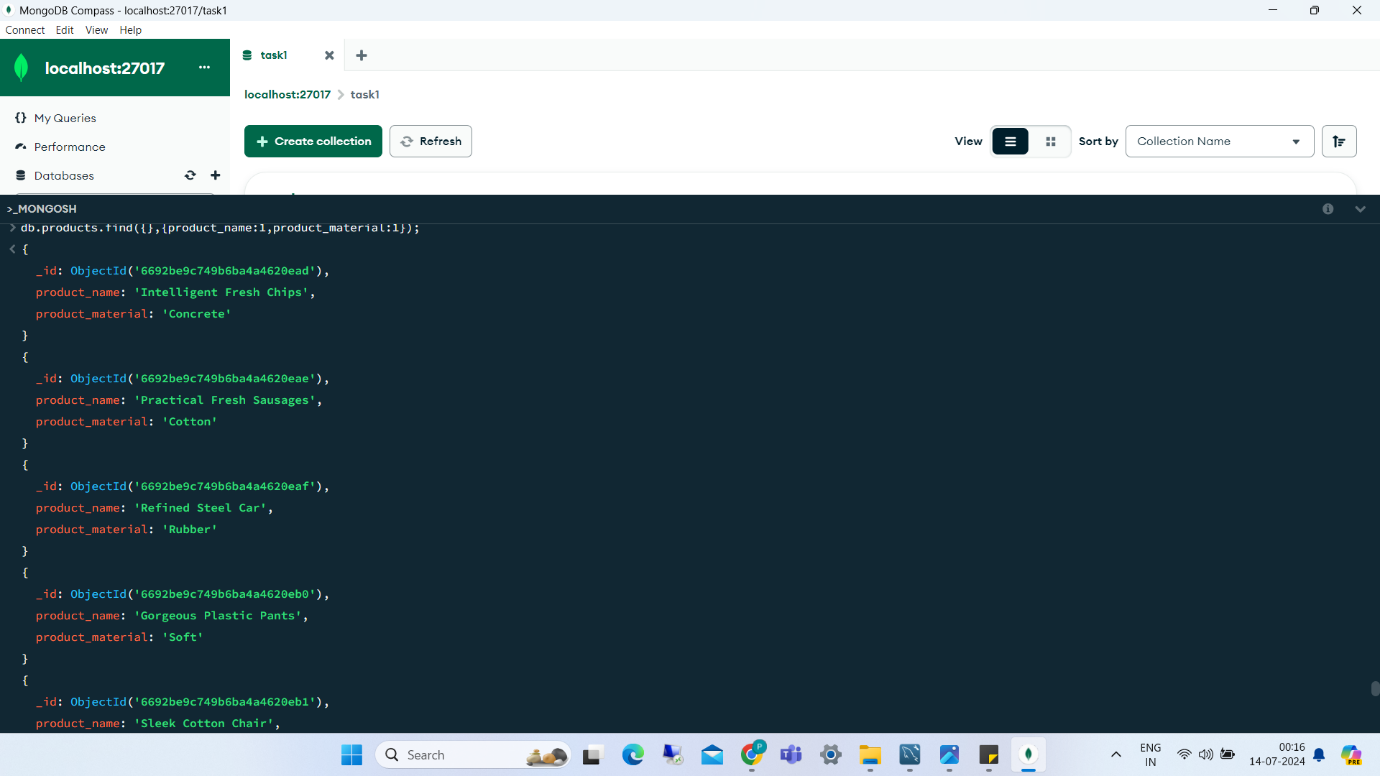 MongoDB Compass - localhost:27017/task1
Connect Edit View Help
localhost:27017 ...
task1
localhost:27017 > task1
{} My Queries
Performance
Databases
+ Create collection
Refresh
View
Sort by
Collection Name
>_MONGOSH
> db.products.find({},{product_name:1,product_material:1});
< {
_id: ObjectId('6692be9c749b6ba4a4620ead'),
product_name: 'Intelligent Fresh Chips',
product_material: 'Concrete'
}
{
_id: ObjectId('6692be9c749b6ba4a4620eae'),
product_name: 'Practical Fresh Sausages',
product_material: 'Cotton'
}
{
_id: ObjectId('6692be9c749b6ba4a4620eaf'),
product_name: 'Refined Steel Car',
product_material: 'Rubber'
}
{
_id: ObjectId('6692be9c749b6ba4a4620eb0'),
product_name: 'Gorgeous Plastic Pants',
product_material: 'Soft'
}
{
_id: ObjectId('6692be9c749b6ba4a4620eb1'),
product_name: 'Sleek Cotton Chair',
Search
P
ENG
IN
00:16
14-07-2024
PRE